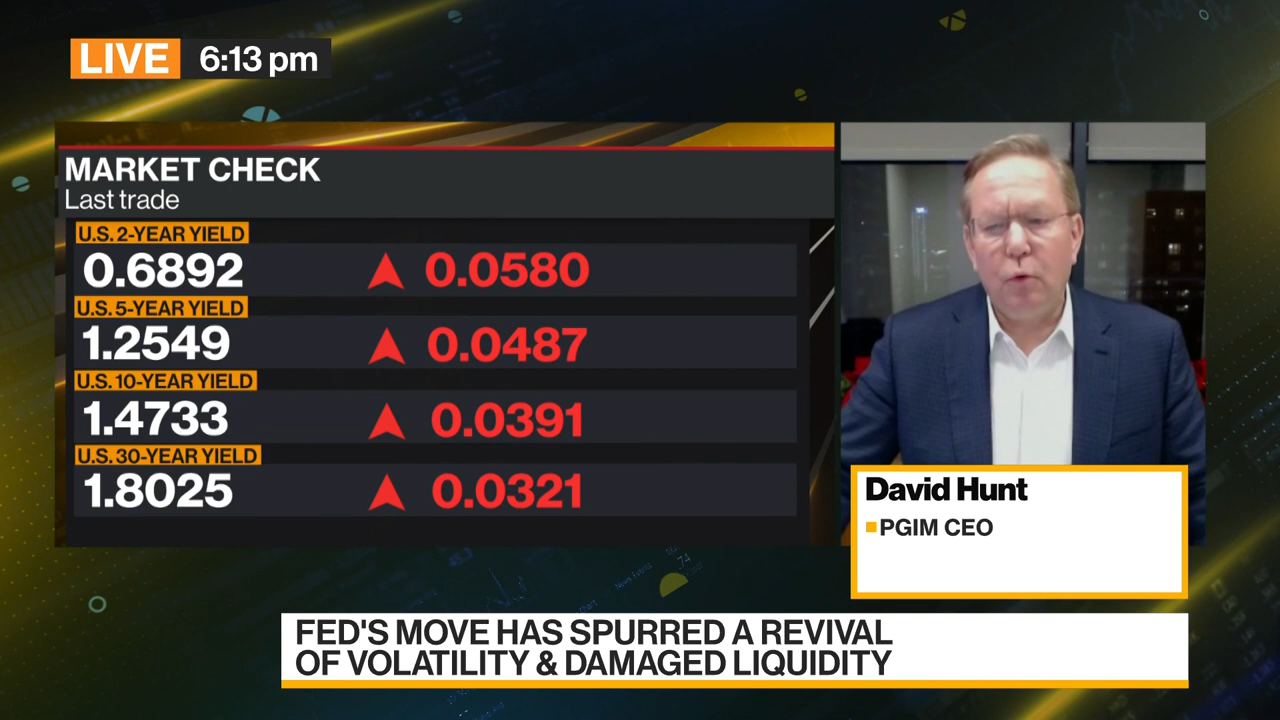 LIVE 6:13 pm
MARKET CHECK
Last trade
U.S. 2-YEAR YIELD
0.6892 0.0580
U.S. 5-YEAR YIELD
1.2549 0.0487
U.S. 10-YEAR YIELD
1.4733 0.0391
U.S. 30-YEAR YIELD
1.8025 0.0321
David Hunt
PGIM CEO
.74
FED'S MOVE HAS SPURRED A REVIVAL
OF VOLATILITY & DAMAGED LIQUIDITY